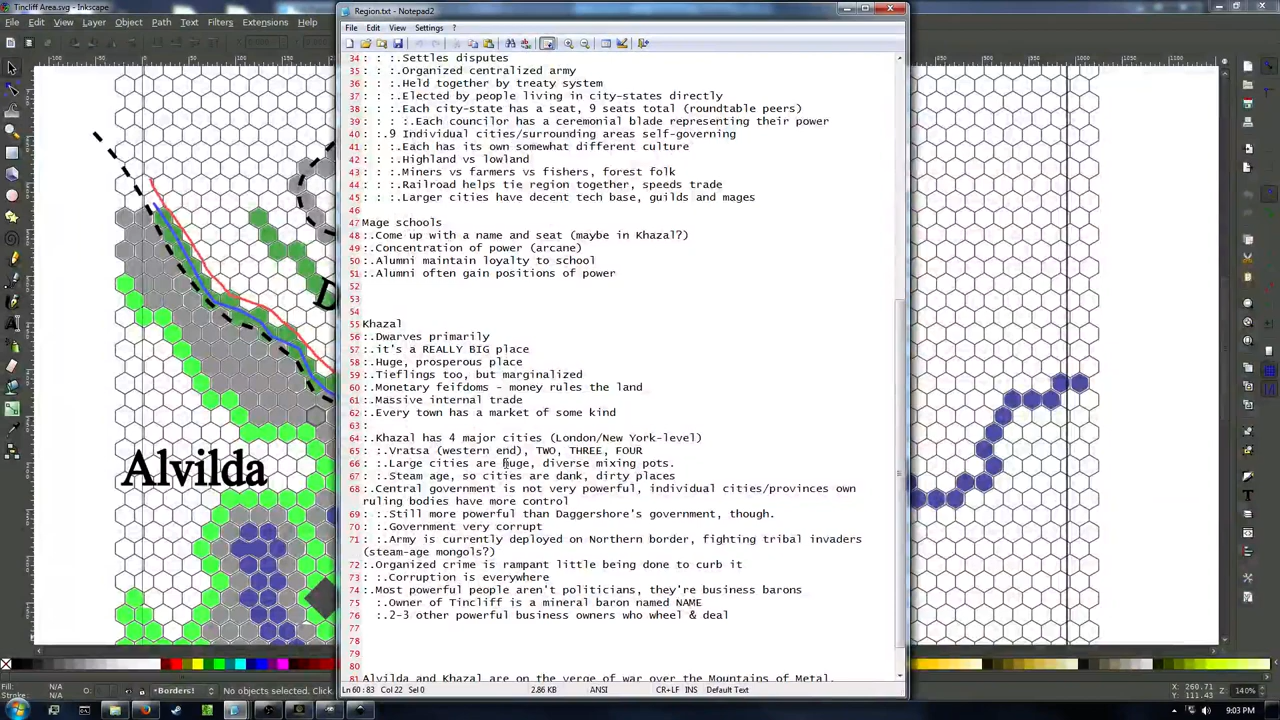 Tincliff Area.svg - Inkscape
File Edit View Layer Object Path
Filters Extensions Help
Region.txt - Notepad2
File Edit View Settings ?
34 : : :.Settles disputes
35 : : :.Organized centralized army
36 : : :.Held together by treaty system
37 : : :.Elected by people living in city-states directly
38 : : :.Each city-state has a seat, 9 seats total (roundtable peers)
39 : : : :.Each councilor has a ceremonial blade representing their power
40 : :.9 Individual cities/surrounding areas self-governing
41 : : :.Each has its own somewhat different culture
42 : : :.Highland vs lowland
43 : : :.Miners vs farmers vs fishers, forest folk
44 : : :.Railroad helps tie region together, speeds trade
45 : : :.Larger cities have decent tech base, guilds and mages
46
47 Mage schools
48 :.Come up with a name and seat (maybe in Khazal?)
49 :.Concentration of power (arcane)
50 :.Alumni maintain loyalty to school
51 :.Alumni often gain positions of power
52
53
54
55 Khazal
56 :.Dwarves primarily
57 :.it's a REALLY BIG place
58 :.Huge, prosperous place
59 :.Tieflings too, but marginalized
60 :.Monetary feifdoms - money rules the land
61 :.Massive internal trade
62 :.Every town has a market of some kind
63 :
64 :.Khazal has 4 major cities (London/New York-level)
65 : :.Vratsa (western end), TWO, THREE, FOUR
66 : :.Large cities are huge, diverse mixing pots.
67 : :.Steam age, so cities are dank, dirty places
68 :.Central government is not very powerful, individual cities/provinces own
ruling bodies have more control
69 : :.Still more powerful than Daggershore's government, though.
70 : :.Government very corrupt
71 : :.Army is currently deployed on Northern border, fighting tribal invaders
(steam-age mongols?)
72 :.Organized crime is rampant little being done to curb it
73 : :.Corruption is everywhere
74 :.Most powerful people aren't politicians, they're business barons
75 :.Owner of Tincliff is a mineral baron named NAME
76 :.2-3 other powerful business owners who wheel & deal
77
78
79
80
Alvilda and Khazal are on the verge of war over the Mountains of Metal.
Ln 60 : 83 Col 22 Sel 0 2.86 KB ANSI CR+LF INS Default Text
D
Alvilda
Fill: N/A
Stroke: N/A
O:
Borders!
No objects selected.
X: 260.71
Y: 111.43
Z: 140%
9:03 PM